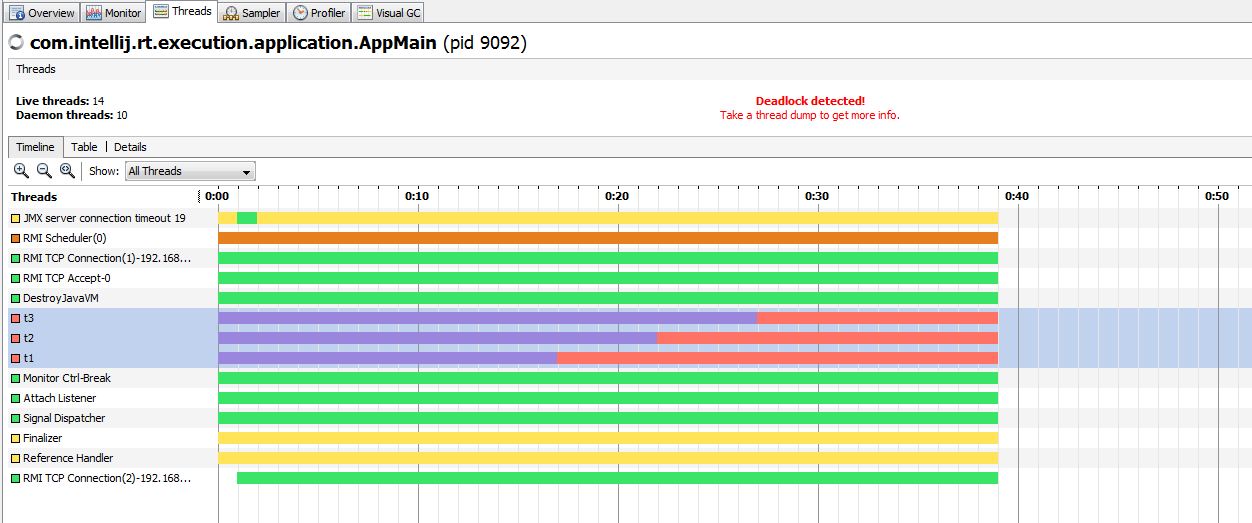 Overview Monitor Threads Sampler Profiler Visual GC
com.intellij.rt.execution.application.AppMain (pid 9092)
Threads
Live threads: 14
Daemon threads: 10
Deadlock detected!
Take a thread dump to get more info.
Timeline Table Details
Show: All Threads
Threads 0:00 0:10 0:20 0:30 0:40 0:50
JMX server connection timeout 19
RMI Scheduler(0)
RMI TCP Connection(1)-192.168...
RMI TCP Accept-0
DestroyJavaVM
t3
t2
t1
Monitor Ctrl-Break
Attach Listener
Signal Dispatcher
Finalizer
Reference Handler
RMI TCP Connection(2)-192.168...